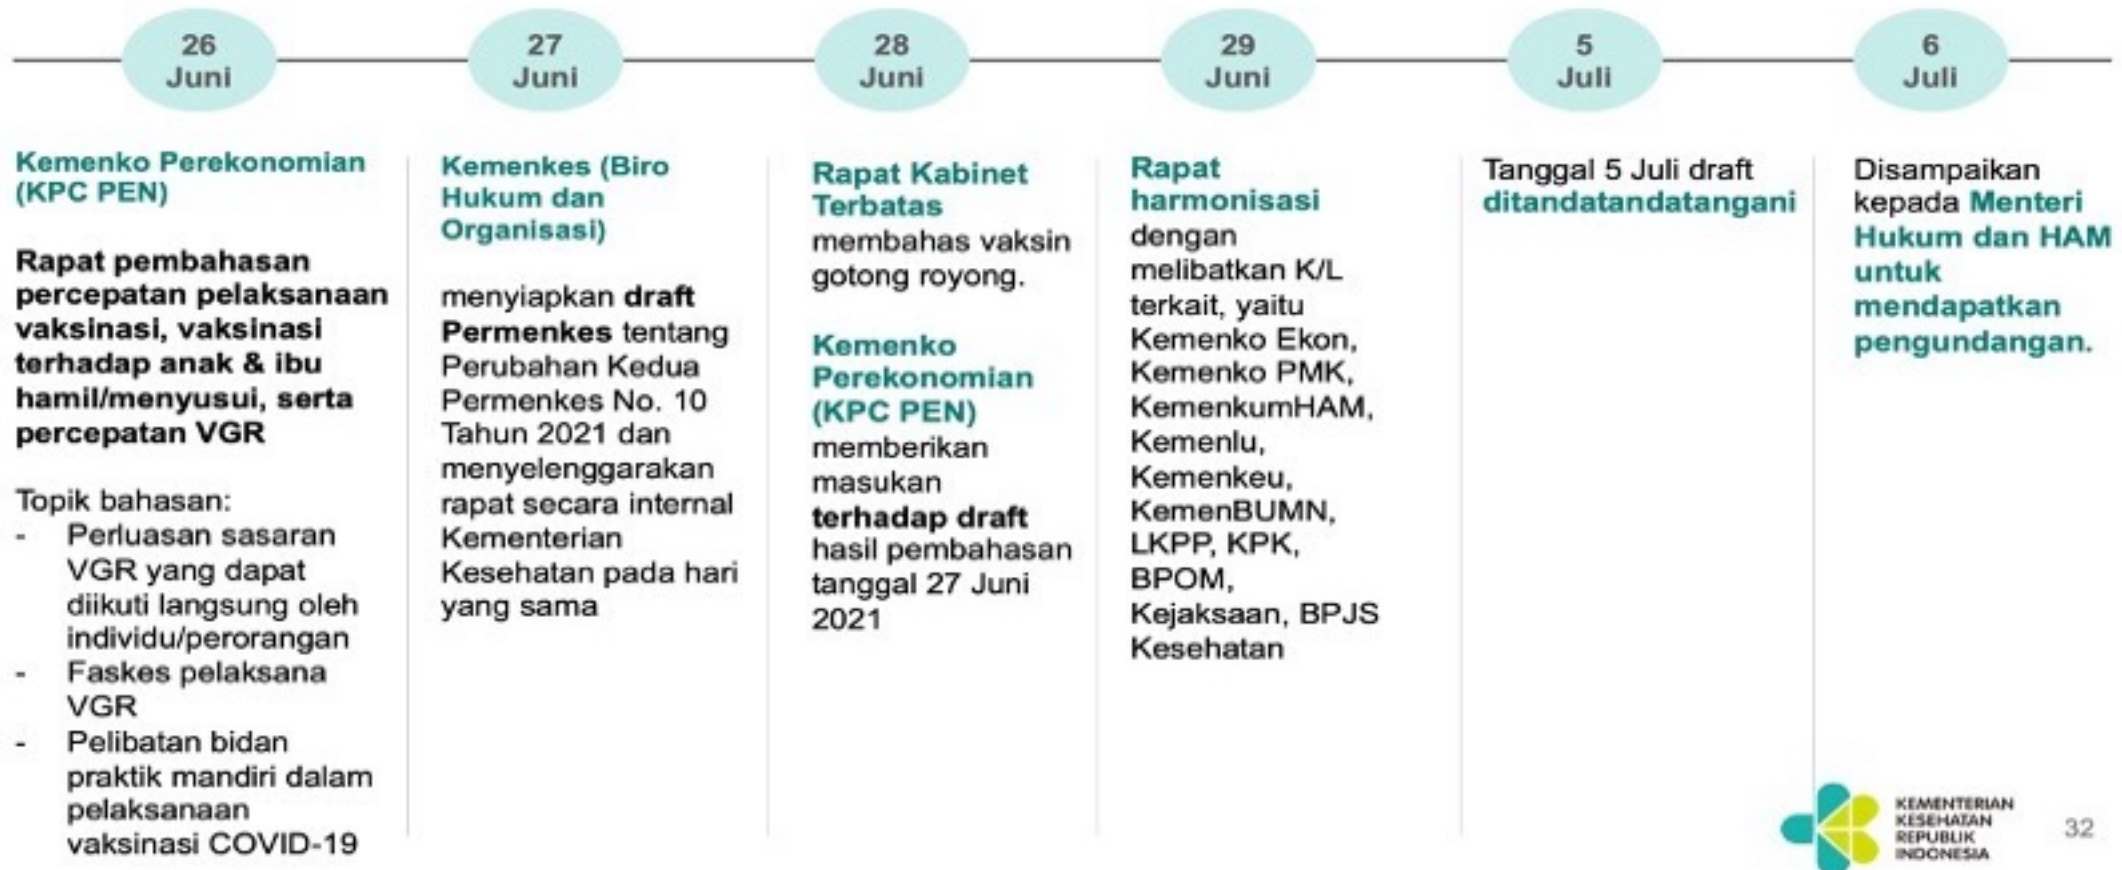 26
Juni
27
Juni
28
Juni
29
Juni
5
Juli
6
Juli
Kemenko Perekonomian
(KPC PEN)
Rapat pembahasan
percepatan pelaksanaan
vaksinasi, vaksinasi
terhadap anak & ibu
hamil/menyusui, serta
percepatan VGR
Topik bahasan:
- Perluasan sasaran
VGR yang dapat
diikuti langsung oleh
individu/perorangan
- Faskes pelaksana
VGR
- Pelibatan bidan
praktik mandiri dalam
pelaksanaan
vaksinasi COVID-19
Kemenkes (Biro
Hukum dan
Organisasi)
menyiapkan draft
Permenkes tentang
Perubahan Kedua
Permenkes No. 10
Tahun 2021 dan
menyelenggarakan
rapat secara internal
Kementerian
Kesehatan pada hari
yang sama
Rapat Kabinet
Terbatas
membahas vaksin
gotong royong.
Kemenko
Perekonomian
(KPC PEN)
memberikan
masukan
terhadap draft
hasil pembahasan
tanggal 27 Juni
2021
Rapat
harmonisasi
dengan
melibatkan K/L
terkait, yaitu
Kemenko Ekon,
Kemenko PMK,
KemenkumHAM,
Kemenlu,
Kemenkeu,
KemenBUMN,
LKPP, KPK,
BPOM,
Kejaksaan, BPJS
Kesehatan
Tanggal 5 Juli draft
ditandatandatangani
Disampaikan
kepada Menteri
Hukum dan HAM
untuk
mendapatkan
pengundangan.
KEMENTERIAN
KESEHATAN
REPUBLIK
INDONESIA
32